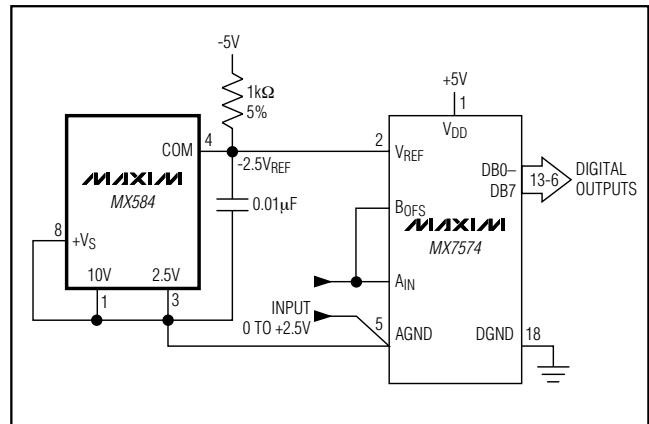 -5V
1kΩ
5%
+5V
1
4
COM
-2.5VREF
2
VREF
VDD
MAXIM
MX584
0.01µF
DB0–
DB7
13-6
DIGITAL
OUTPUTS
BOFS
MAXIM
MX7574
8
+VS
10V
2.5V
1
3
AIN
INPUT
0 TO +2.5V
5
AGND
DGND
18